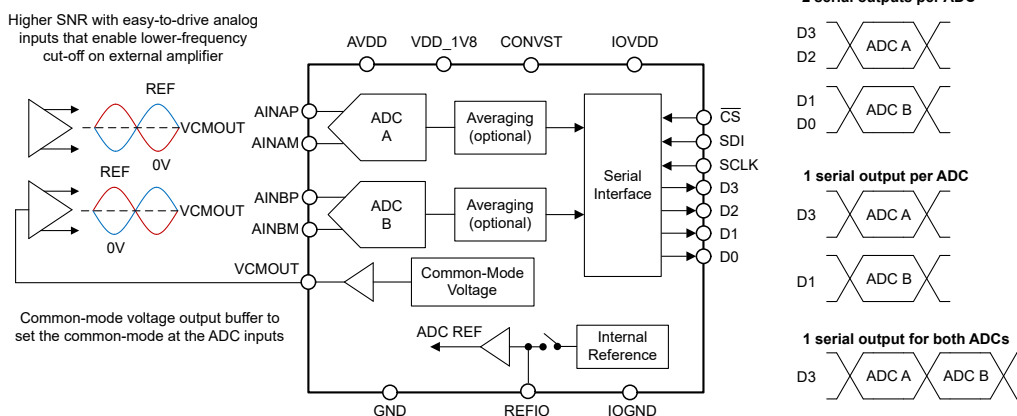 Higher SNR with easy-to-drive analog
inputs that enable lower-frequency
cut-off on external amplifier
REF
VCMOUT
0V
REF
VCMOUT
0V
Common-mode voltage output buffer to
set the common-mode at the ADC inputs
AVDD
VDD_1V8
CONVST
IOVDD
AINAP
AINAM
ADC
A
Averaging
(optional)
AINBP
AINBM
ADC
B
Averaging
(optional)
Serial
Interface
CS
SDI
SCLK
D3
D2
D1
D0
VCMOUT
Common-Mode
Voltage
ADC REF
Internal
Reference
GND
REFIO
IOGND
2 serial outputs per ADC
D3
D2
ADC A
D1
D0
ADC B
1 serial output per ADC
D3
ADC A
D1
ADC B
1 serial output for both ADCs
D3
ADC A
ADC B